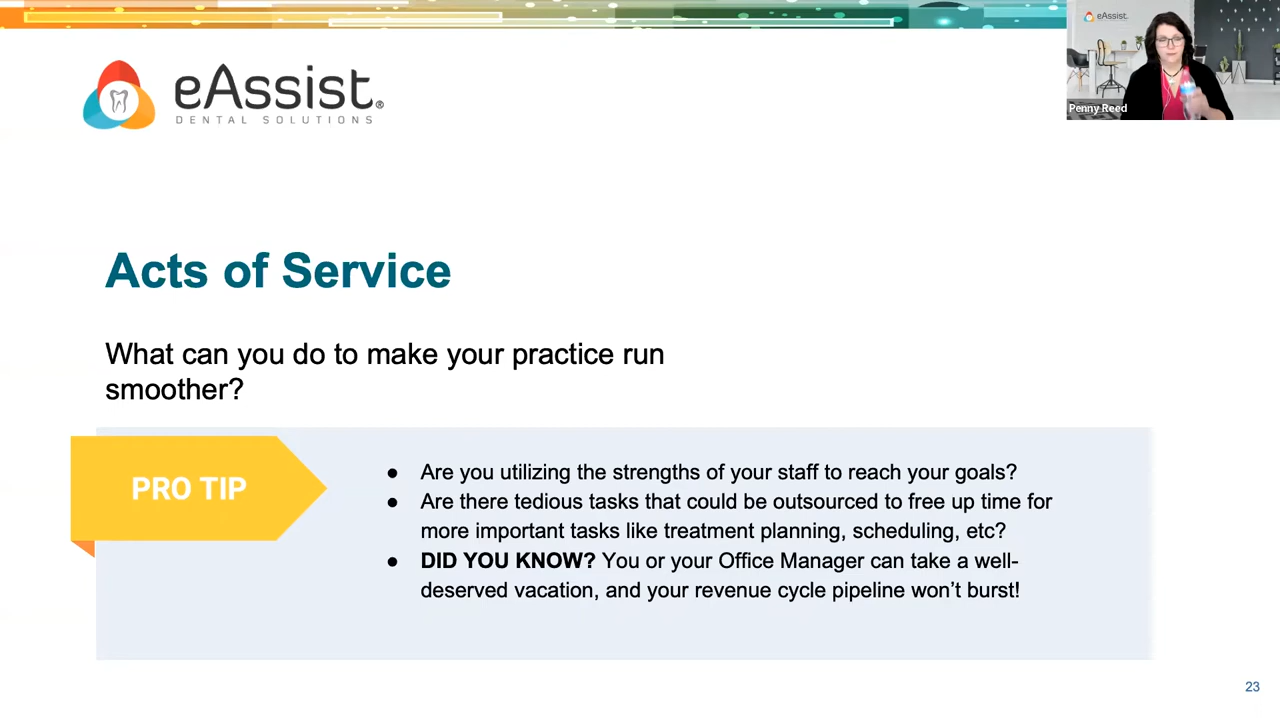 eAssist.
Penny Reed
eAssist®
DENTAL SOLUTIONS
Acts of Service
What can you do to make your practice run
smoother?
PRO TIP
● Are you utilizing the strengths of your staff to reach your goals?
● Are there tedious tasks that could be outsourced to free up time for
more important tasks like treatment planning, scheduling, etc?
● DID YOU KNOW? You or your Office Manager can take a well-
deserved vacation, and your revenue cycle pipeline won’t burst!
23